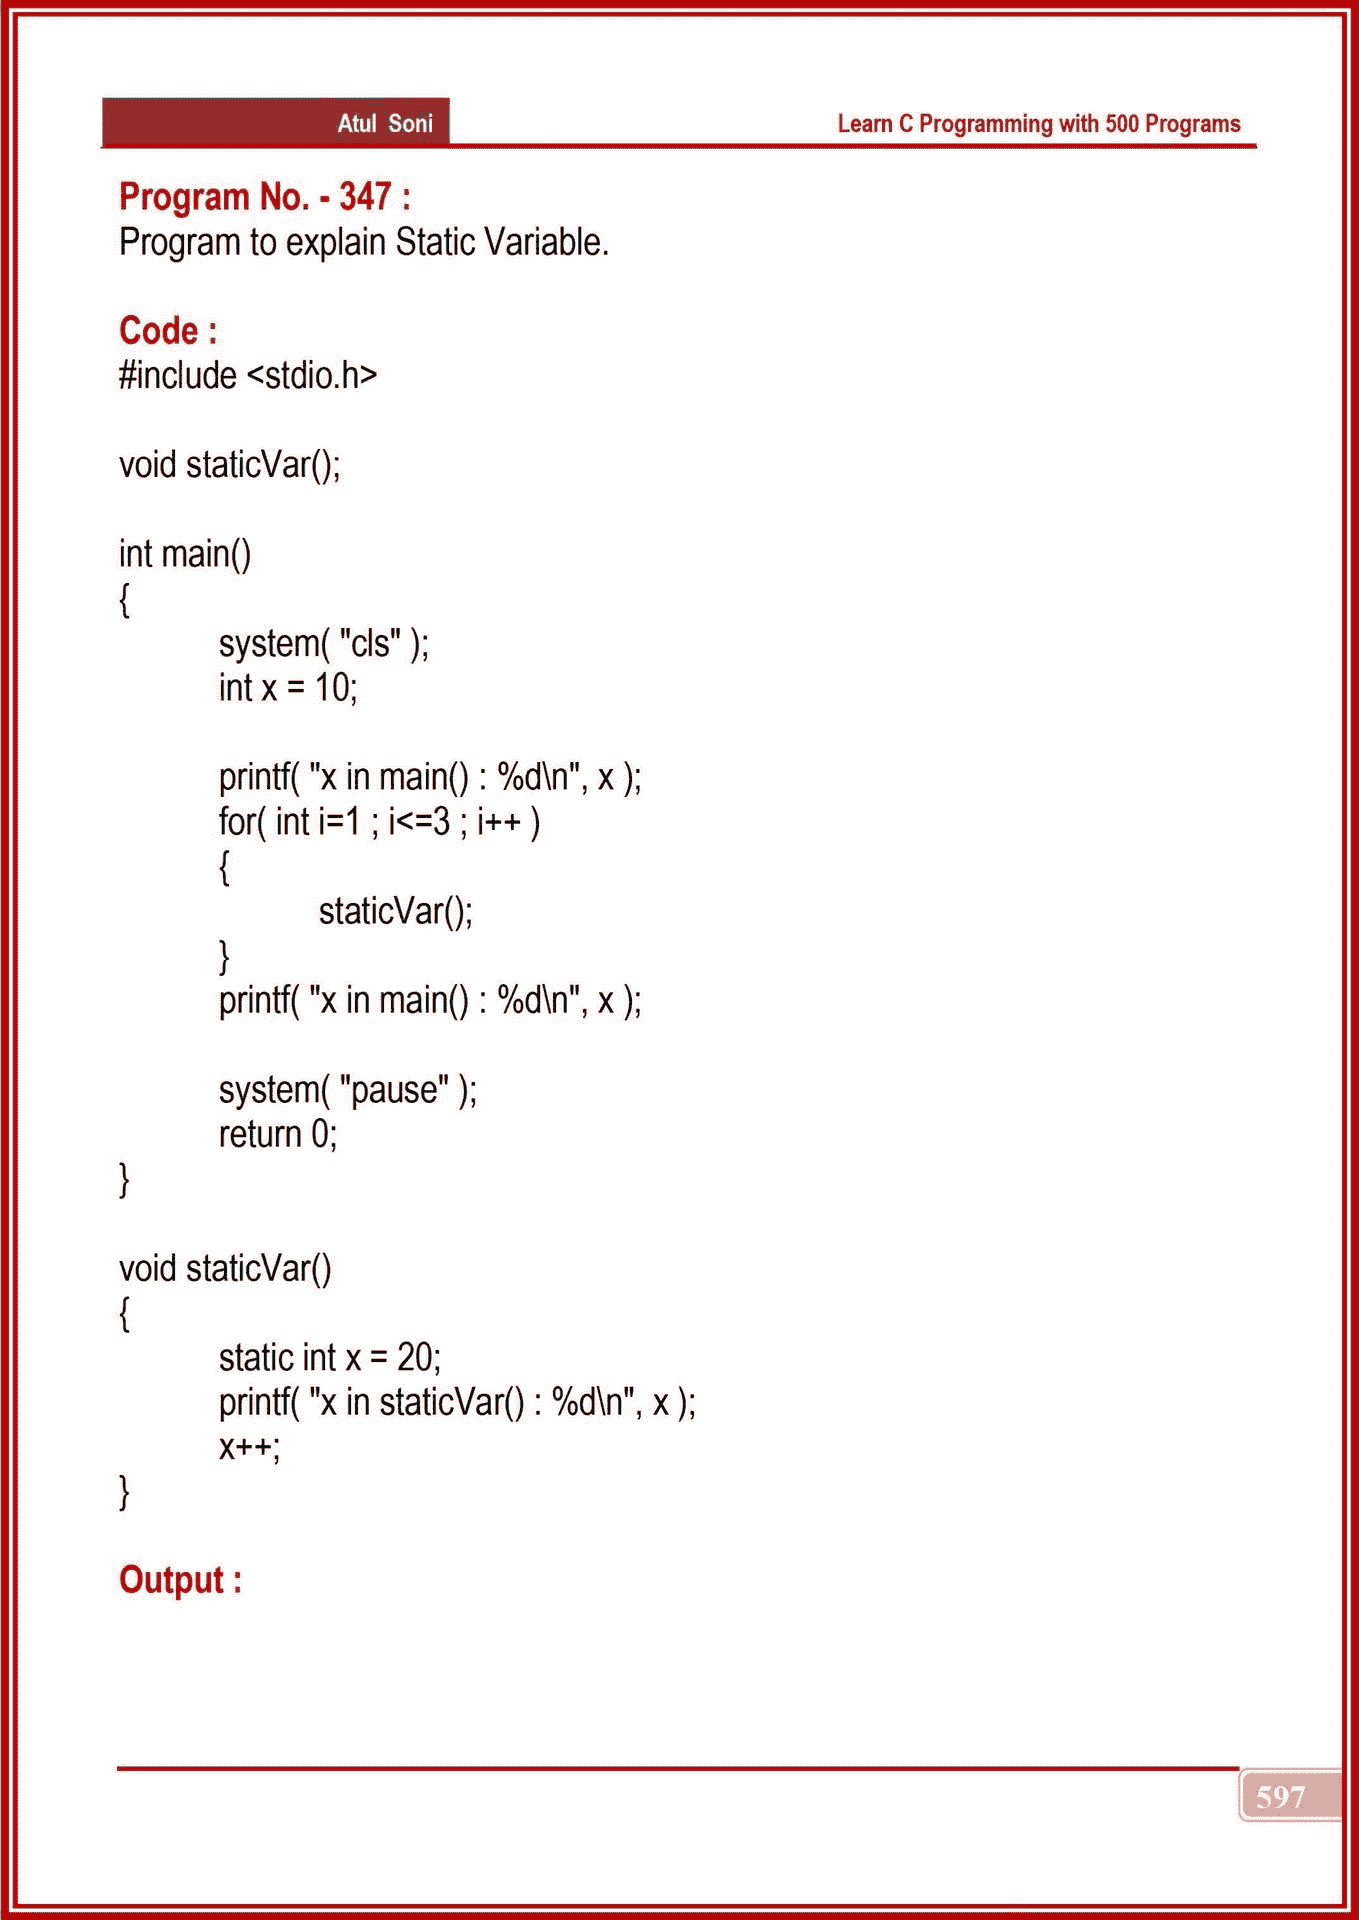 Atul Soni
Learn C Programming with 500 Programs
Program No. - 347 :
Program to explain Static Variable.
Code :
#include <stdio.h>
void staticVar();
int main()
{
system( "cls" );
int x = 10;
printf( "x in main() : %d\n", x );
for( int i=1 ; i<=3 ; i++ )
{
staticVar();
}
printf( "x in main() : %d\n", x );
system( "pause" );
return 0;
}
void staticVar()
{
static int x = 20;
printf( "x in staticVar() : %d\n", x );
x++;
}
Output :
597